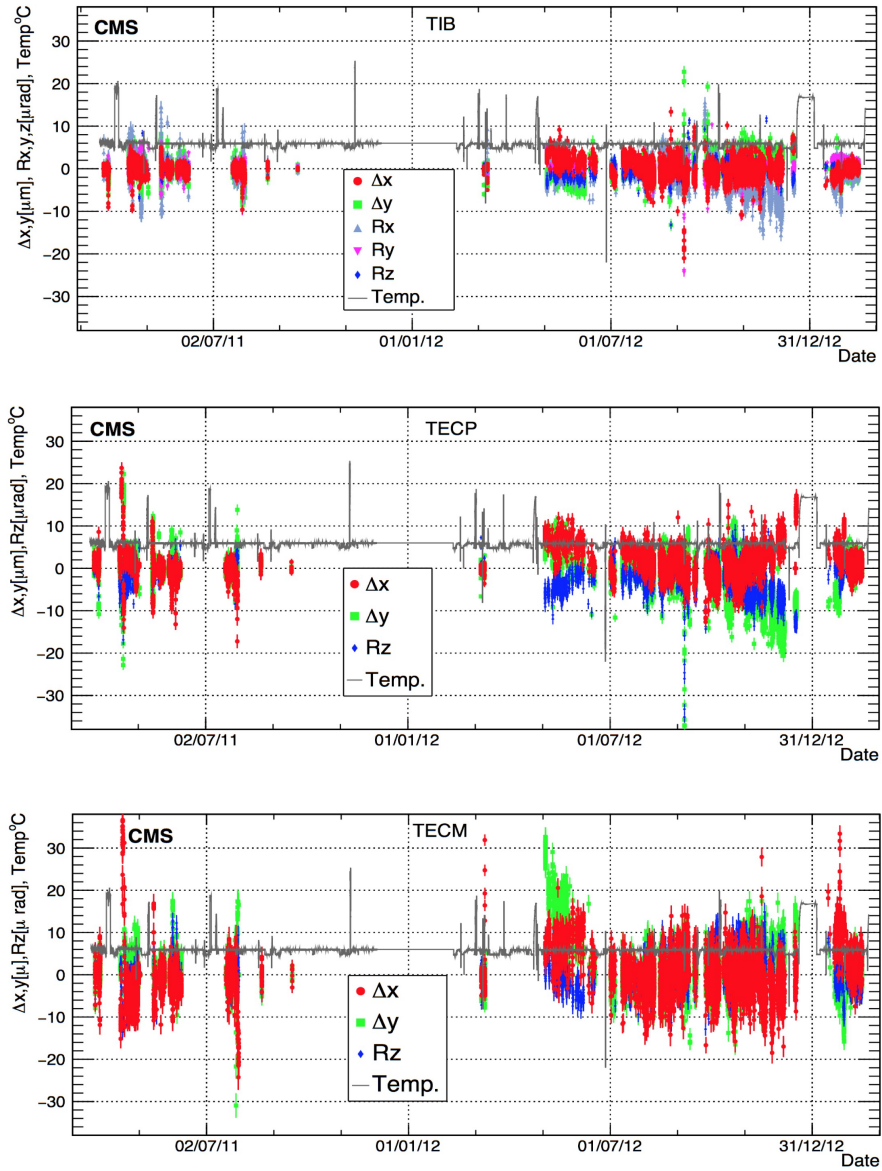 CMS TIB
Δx,y[μm], Rx,y,z[μrad], Temp°C
30
20
10
0
−10
−20
−30
Δx
Δy
Rx
Ry
Rz
Temp.
02/07/11 01/01/12 01/07/12 31/12/12
Date
CMS TECP
Δx,y[μm],Rz[μrad], Temp°C
30
20
10
0
−10
−20
−30
Δx
Δy
Rz
Temp.
02/07/11 01/01/12 01/07/12 31/12/12
Date
CMS TECM
Δx,y[μ],Rz[μ rad], Temp°C
30
20
10
0
−10
−20
−30
Δx
Δy
Rz
Temp.
02/07/11 01/01/12 01/07/12 31/12/12
Date